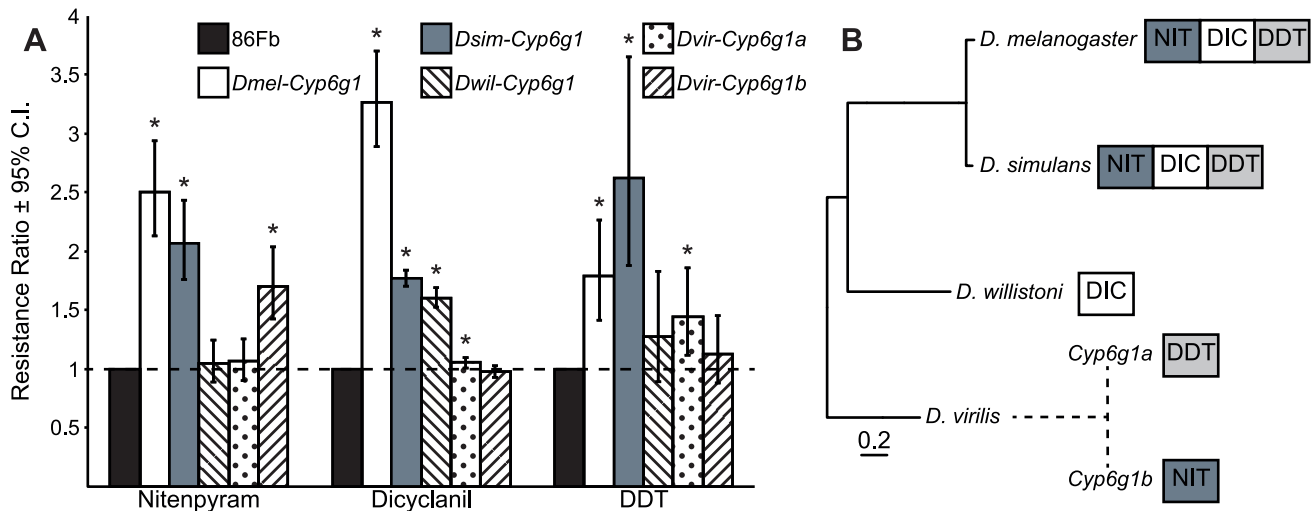 A
Resistance Ratio ± 95% C.I.
4
3.5
3
2.5
2
1.5
1
0.5
86Fb
Dsim-Cyp6g1
Dvir-Cyp6g1a
Dmel-Cyp6g1
Dwil-Cyp6g1
Dvir-Cyp6g1b
* * *
* * * *
* * *
Nitenpyram Dicyclanil DDT
B
D. melanogaster NIT DIC DDT
D. simulans NIT DIC DDT
D. willistoni DIC
Cyp6g1a DDT
D. virilis
0.2
Cyp6g1b NIT